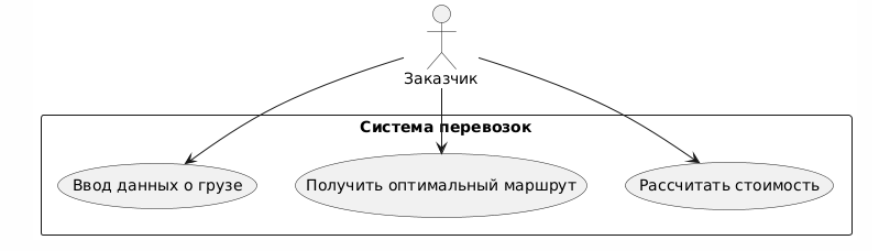 Заказчик
Система перевозок
Ввод данных о грузе
Получить оптимальный маршрут
Рассчитать стоимость